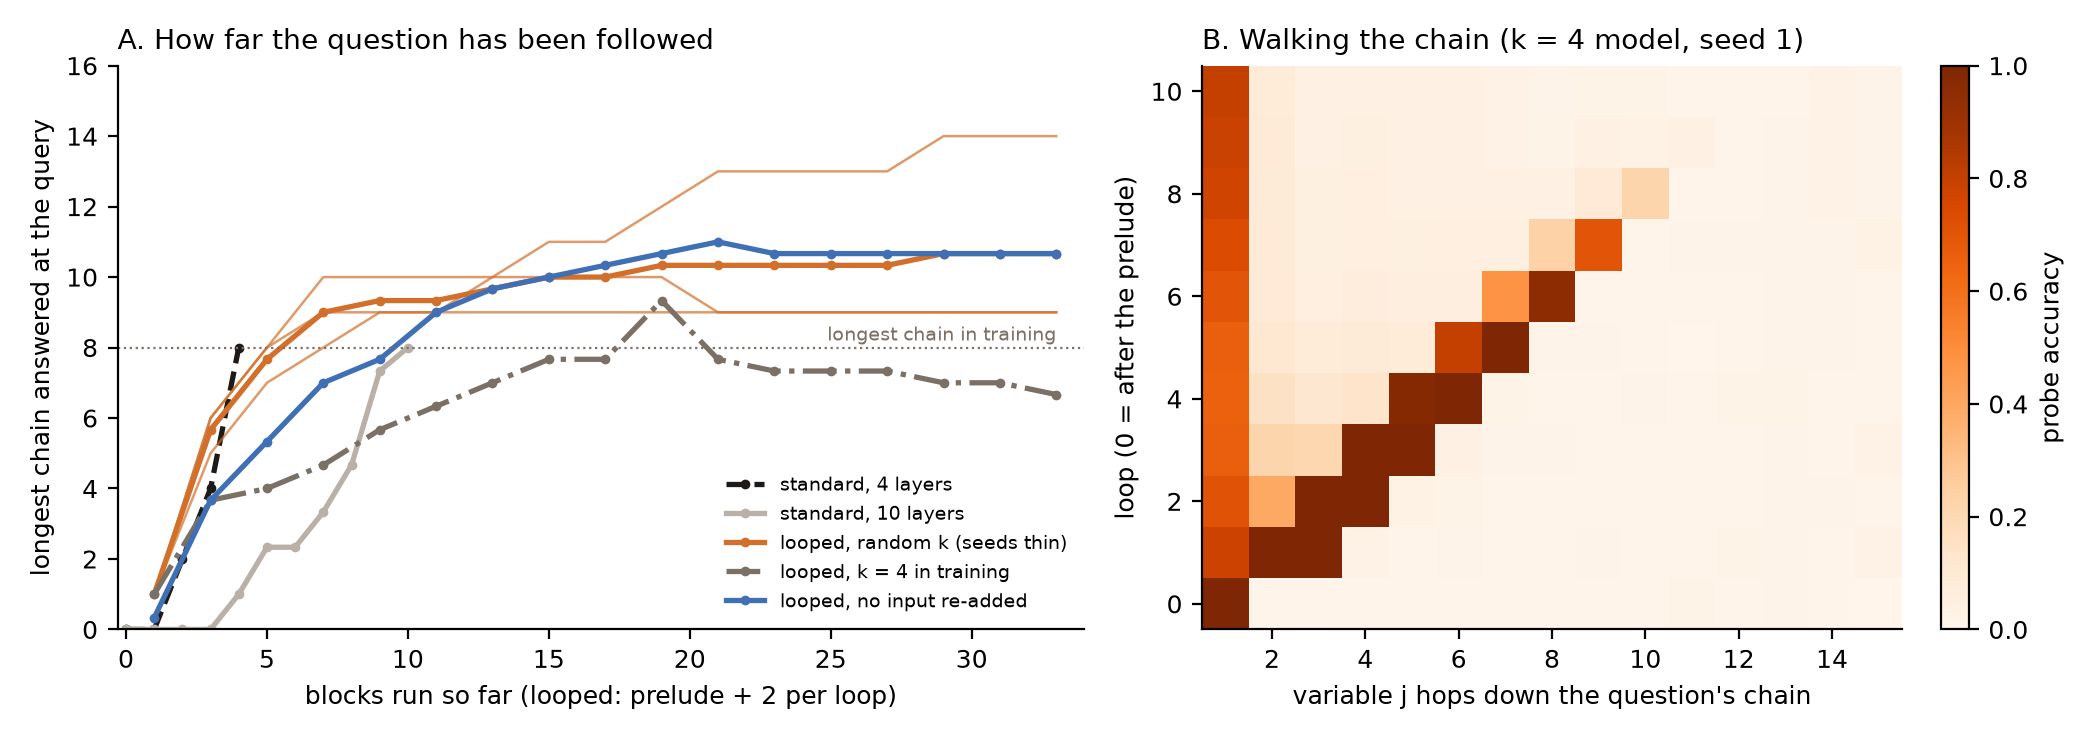 A. How far the question has been followed
16
14
12
10
8
6
4
2
0
longest chain answered at the query
longest chain in training
standard, 4 layers
standard, 10 layers
looped, random k (seeds thin)
looped, k = 4 in training
looped, no input re-added
0 5 10 15 20 25 30
blocks run so far (looped: prelude + 2 per loop)
B. Walking the chain (k = 4 model, seed 1)
10
8
6
4
2
0
loop (0 = after the prelude)
2 4 6 8 10 12 14
variable j hops down the question's chain
1.0
0.8
0.6
0.4
0.2
0.0
probe accuracy